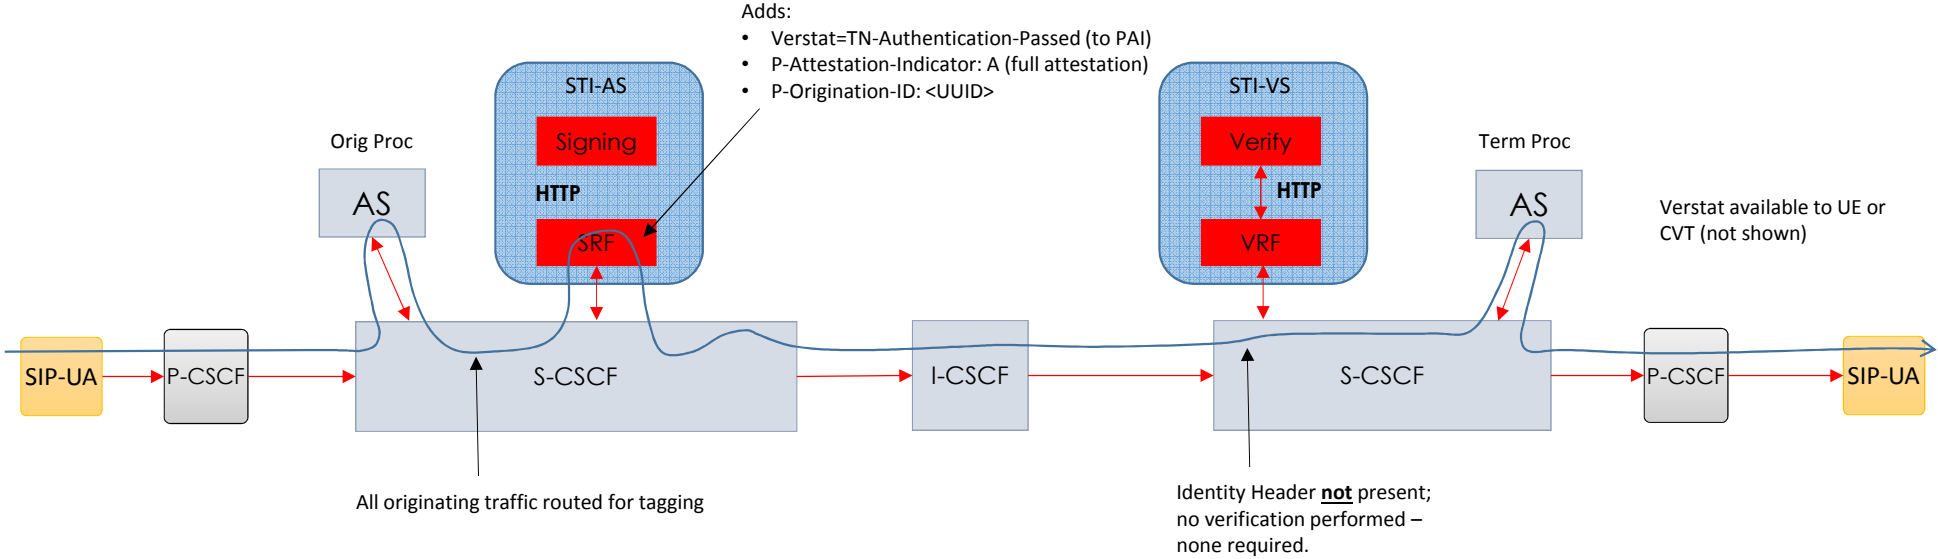 Adds:
• Verstat=TN-Authentication-Passed (to PAI)
• P-Attestation-Indicator: A (full attestation)
• P-Origination-ID: <UUID>
STI-AS
Signing
HTTP
SRF
STI-VS
Verify
HTTP
VRF
Orig Proc
AS
Term Proc
AS
Verstat available to UE or
CVT (not shown)
SIP-UA
P-CSCF
S-CSCF
I-CSCF
S-CSCF
P-CSCF
SIP-UA
All originating traffic routed for tagging
Identity Header not present;
no verification performed –
none required.